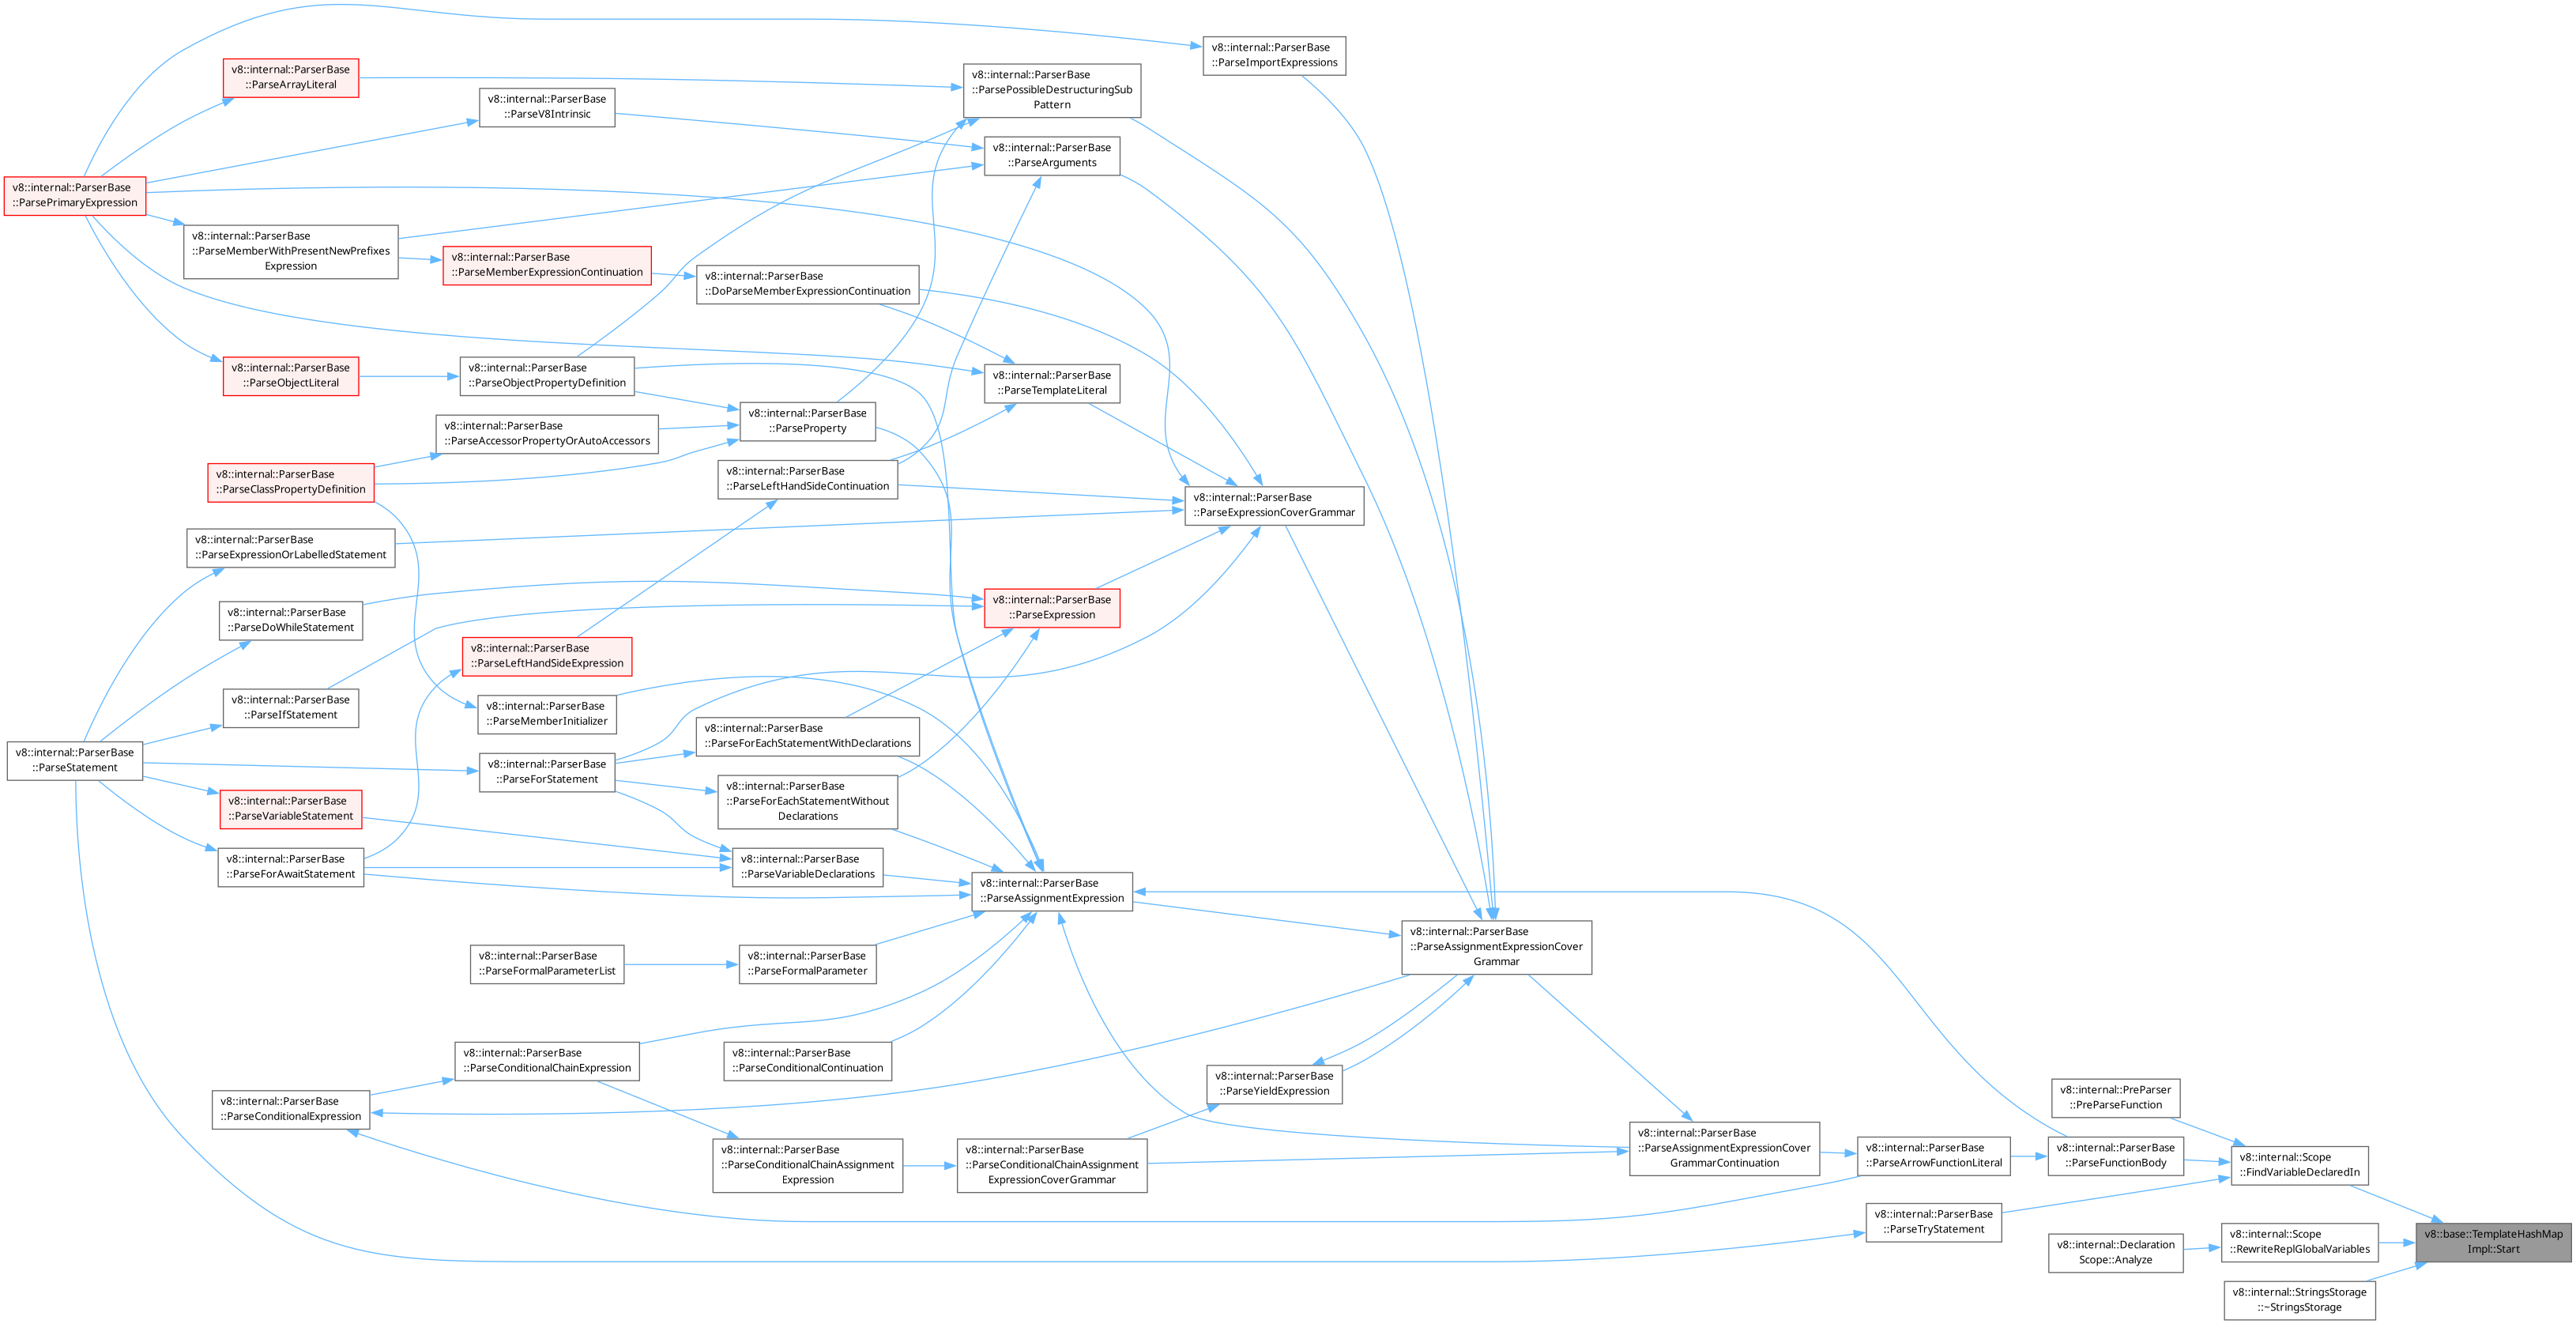 v8::internal::ParserBase
::ParseImportExpressions
v8::internal::ParserBase
::ParseArrayLiteral
v8::internal::ParserBase
::ParsePossibleDestructuringSub
Pattern
v8::internal::ParserBase
::ParseV8Intrinsic
v8::internal::ParserBase
::ParseArguments
v8::internal::ParserBase
::ParsePrimaryExpression
v8::internal::ParserBase
::ParseMemberWithPresentNewPrefixes
Expression
v8::internal::ParserBase
::ParseMemberExpressionContinuation
v8::internal::ParserBase
::DoParseMemberExpressionContinuation
v8::internal::ParserBase
::ParseObjectLiteral
v8::internal::ParserBase
::ParseObjectPropertyDefinition
v8::internal::ParserBase
::ParseTemplateLiteral
v8::internal::ParserBase
::ParseProperty
v8::internal::ParserBase
::ParseAccessorPropertyOrAutoAccessors
v8::internal::ParserBase
::ParseClassPropertyDefinition
v8::internal::ParserBase
::ParseLeftHandSideContinuation
v8::internal::ParserBase
::ParseExpressionCoverGrammar
v8::internal::ParserBase
::ParseExpressionOrLabelledStatement
v8::internal::ParserBase
::ParseDoWhileStatement
v8::internal::ParserBase
::ParseExpression
v8::internal::ParserBase
::ParseLeftHandSideExpression
v8::internal::ParserBase
::ParseIfStatement
v8::internal::ParserBase
::ParseMemberInitializer
v8::internal::ParserBase
::ParseForEachStatementWithDeclarations
v8::internal::ParserBase
::ParseStatement
v8::internal::ParserBase
::ParseForStatement
v8::internal::ParserBase
::ParseForEachStatementWithout
Declarations
v8::internal::ParserBase
::ParseVariableStatement
v8::internal::ParserBase
::ParseForAwaitStatement
v8::internal::ParserBase
::ParseVariableDeclarations
v8::internal::ParserBase
::ParseAssignmentExpression
v8::internal::ParserBase
::ParseAssignmentExpressionCover
Grammar
v8::internal::ParserBase
::ParseFormalParameterList
v8::internal::ParserBase
::ParseFormalParameter
v8::internal::ParserBase
::ParseConditionalChainExpression
v8::internal::ParserBase
::ParseConditionalContinuation
v8::internal::ParserBase
::ParseYieldExpression
v8::internal::PreParser
::PreParseFunction
v8::internal::ParserBase
::ParseConditionalExpression
v8::internal::ParserBase
::ParseConditionalChainAssignment
Expression
v8::internal::ParserBase
::ParseConditionalChainAssignment
ExpressionCoverGrammar
v8::internal::ParserBase
::ParseAssignmentExpressionCover
GrammarContinuation
v8::internal::ParserBase
::ParseArrowFunctionLiteral
v8::internal::ParserBase
::ParseFunctionBody
v8::internal::Scope
::FindVariableDeclaredIn
v8::internal::ParserBase
::ParseTryStatement
v8::internal::Declaration
Scope::Analyze
v8::internal::Scope
::RewriteReplGlobalVariables
v8::base::TemplateHashMap
Impl::Start
v8::internal::StringsStorage
::~StringsStorage